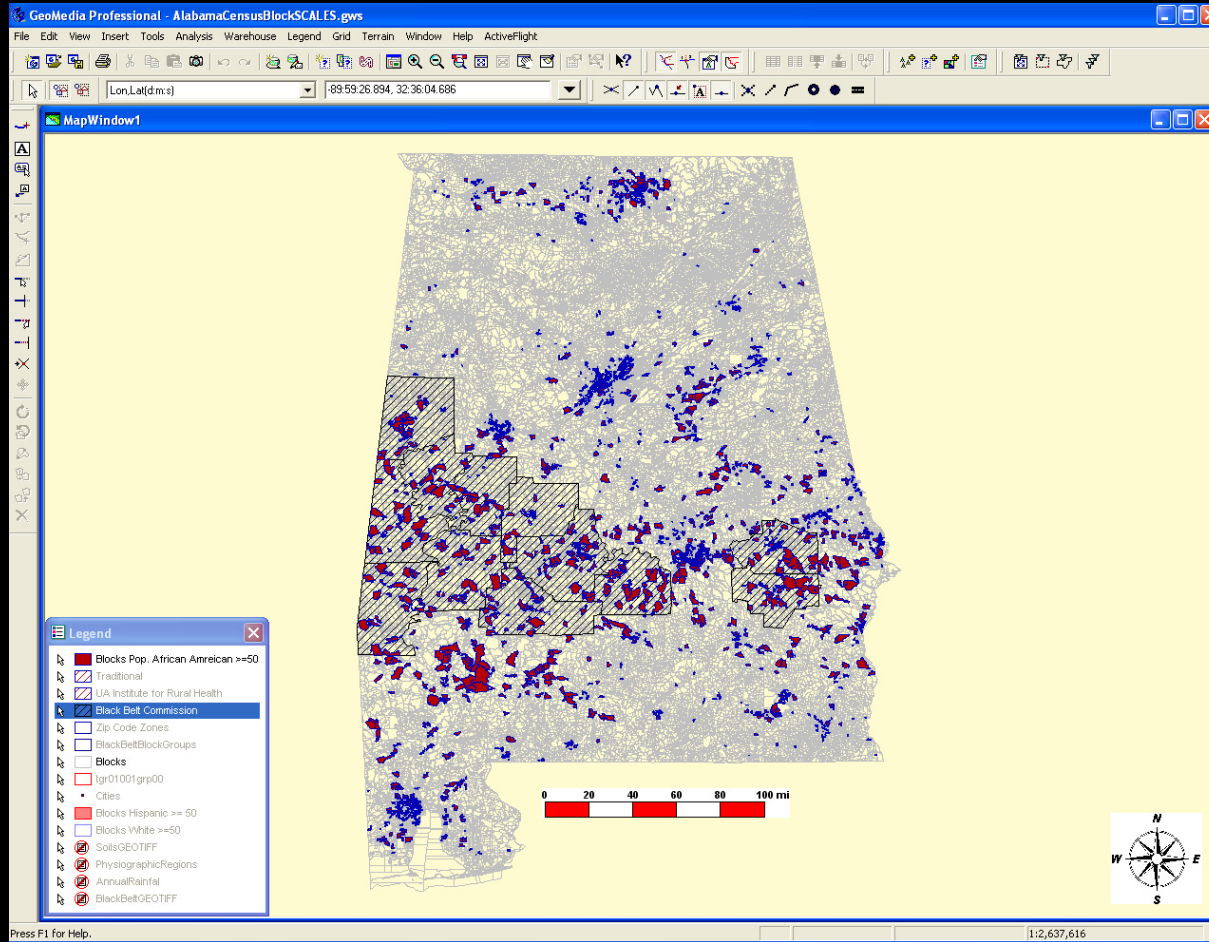 GeoMedia Professional - AlabamaCensusBlockSCALES.gws
File Edit View Insert Tools Analysis Warehouse Legend Grid Terrain Window Help ActiveFlight
Lon,Lat(d:m:s) -89:59:26.894, 32:36:04.686
MapWindow1
Legend
Blocks Pop. African Amreican >=50
Traditional
UA Institute for Rural Health
Black Belt Commission
Zip Code Zones
BlackBeltBlockGroups
Blocks
tgr01001grp00
Cities
Blocks Hispanic >= 50
Blocks White >=50
SoilsGEOTIFF
PhysiographicRegions
AnnualRainfal
BlackBeltGEOTIFF
0 20 40 60 80 100 mi
N
W E
S
Press F1 for Help.
1:2,637,616